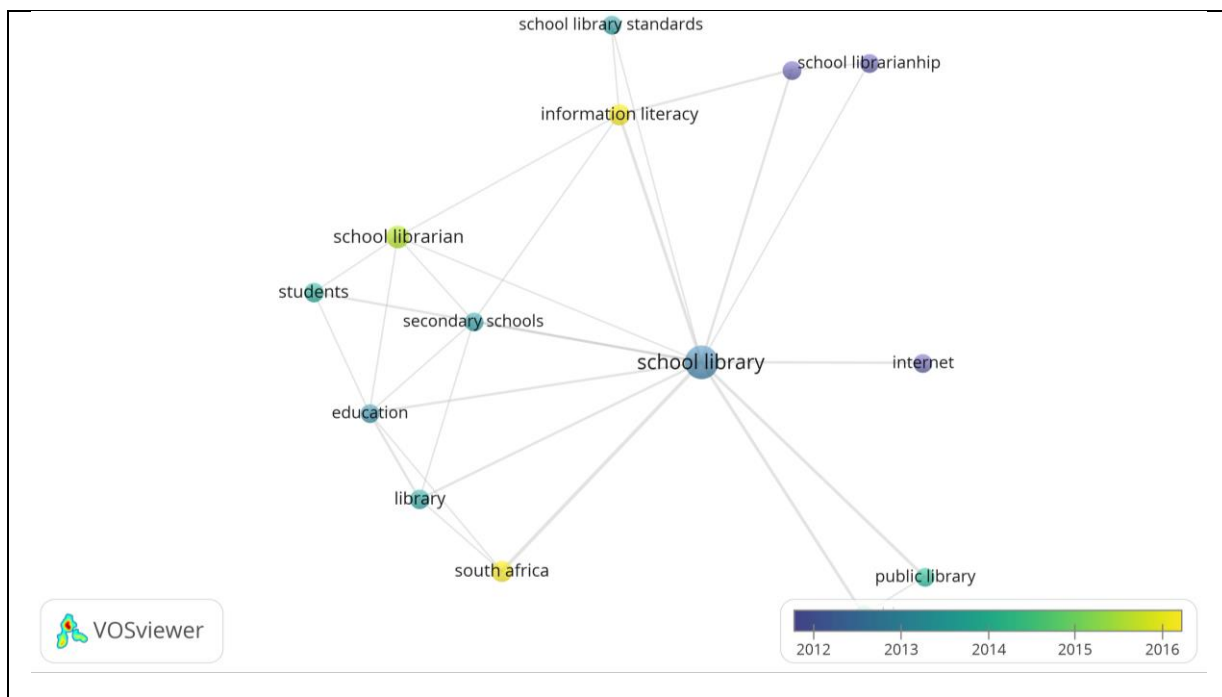 school library standards
school librarianhip
information literacy
school librarian
students
secondary schools
school library
internet
education
library
south africa
public library
VOSviewer
2012 2013 2014 2015 2016